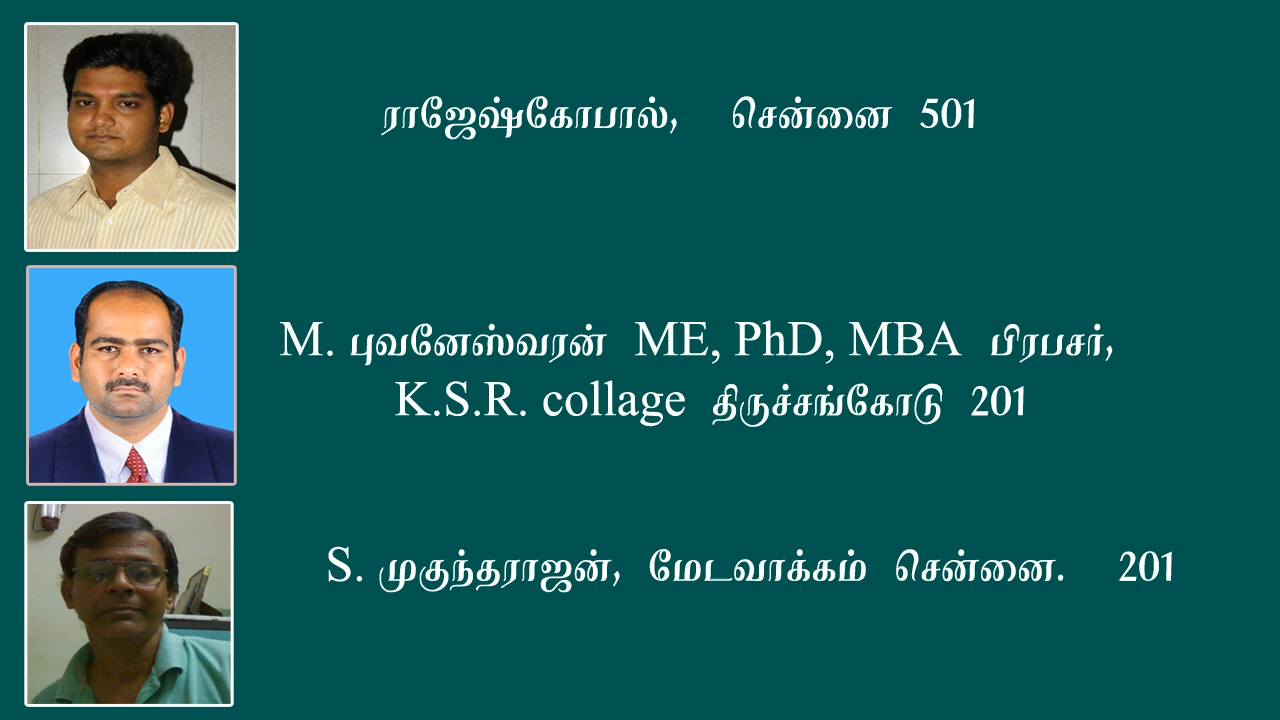 ராஜேஷ்கோபால், சென்னை 501
M. புவனேஸ்வரன் ME, PhD, MBA பிரபசர்,
K.S.R. collage திருச்சங்கோடு 201
S. முகுந்தராஜன், மேடவாக்கம் சென்னை. 201